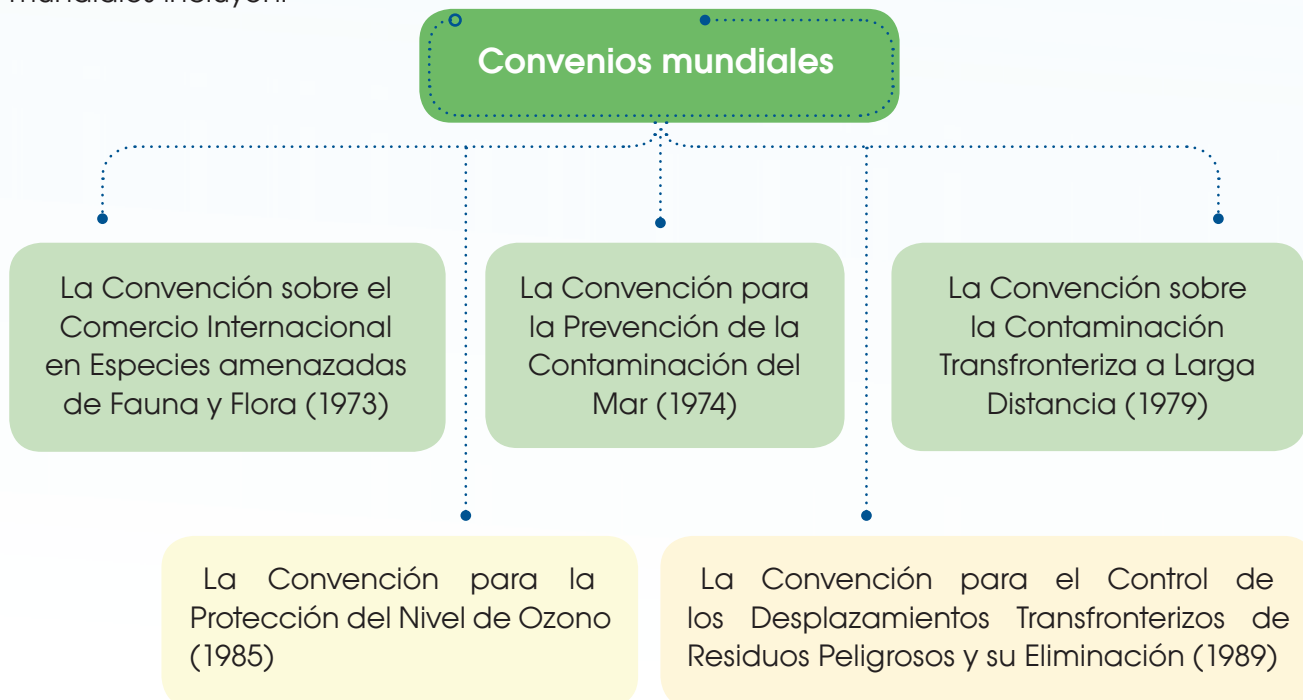 mundiales incluyen:
Convenios mundiales
La Convención sobre el
Comercio Internacional
en Especies amenazadas
de Fauna y Flora (1973)
La Convención para
la Prevención de la
Contaminación del
Mar (1974)
La Convención sobre
la Contaminación
Transfronteriza a Larga
Distancia (1979)
La Convención para la
Protección del Nivel de Ozono
(1985)
La Convención para el Control de
los Desplazamientos Transfronterizos de
Residuos Peligrosos y su Eliminación (1989)